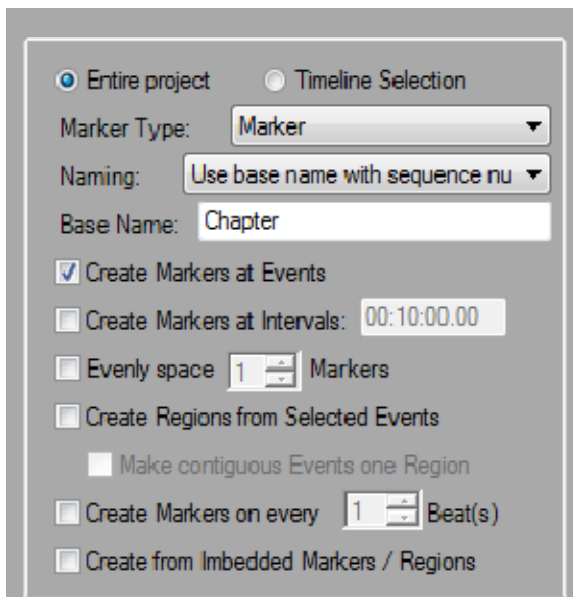 Entire project Timeline Selection
Marker Type: Marker
Naming: Use base name with sequence nu
Base Name: Chapter
Create Markers at Events
Create Markers at Intervals: 00:10:00.00
Evenly space 1 Markers
Create Regions from Selected Events
Make contiguous Events one Region
Create Markers on every 1 Beat(s)
Create from Imbedded Markers / Regions